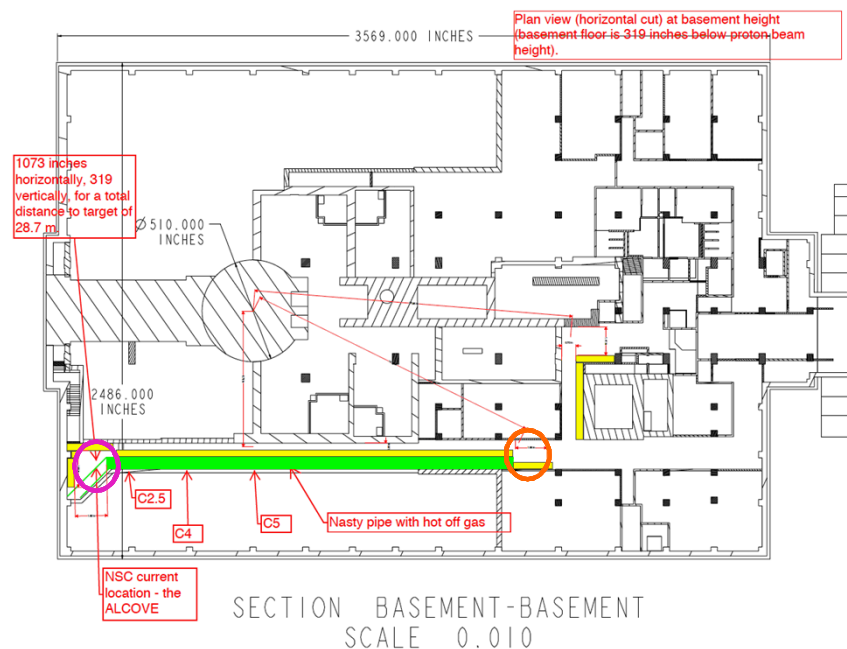 Plan view (horizontal cut) at basement height
(basement floor is 319 inches below proton beam
height).
3569.000 INCHES
1073 inches
horizontally, 319
vertically, for a total
distance to target of
28.7 m
Ø510.000
INCHES
2486.000
INCHES
C2.5
C4
C5
Nasty pipe with hot off gas
NSC current
location - the
ALCOVE
SECTION BASEMENT-BASEMENT
SCALE 0.010